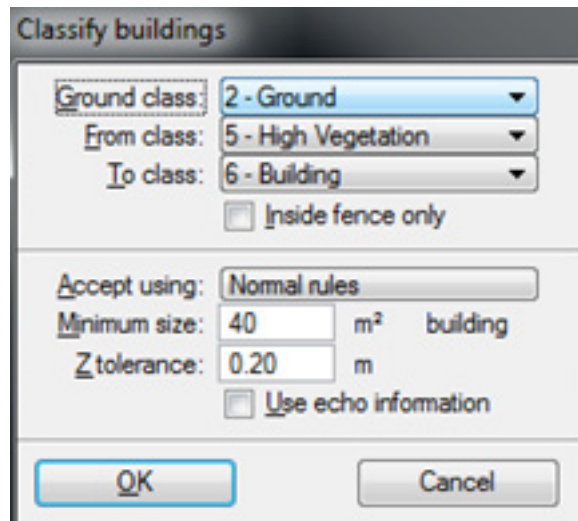 Classify buildings
Ground class: 2 - Ground
From class: 5 - High Vegetation
To class: 6 - Building
Inside fence only
Accept using: Normal rules
Minimum size: 40 m² building
Z tolerance: 0.20 m
Use echo information
OK Cancel